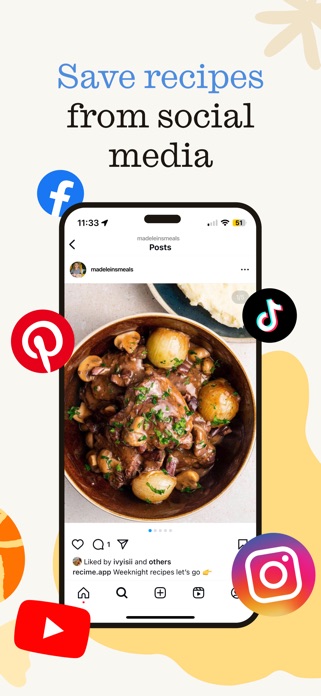 Save recipes
from social
media
11:33
51
madeleinsmeals
Posts
madeleinsmeals
1
Liked by ivyisii and others
recime.app Weeknight recipes let's go 👉